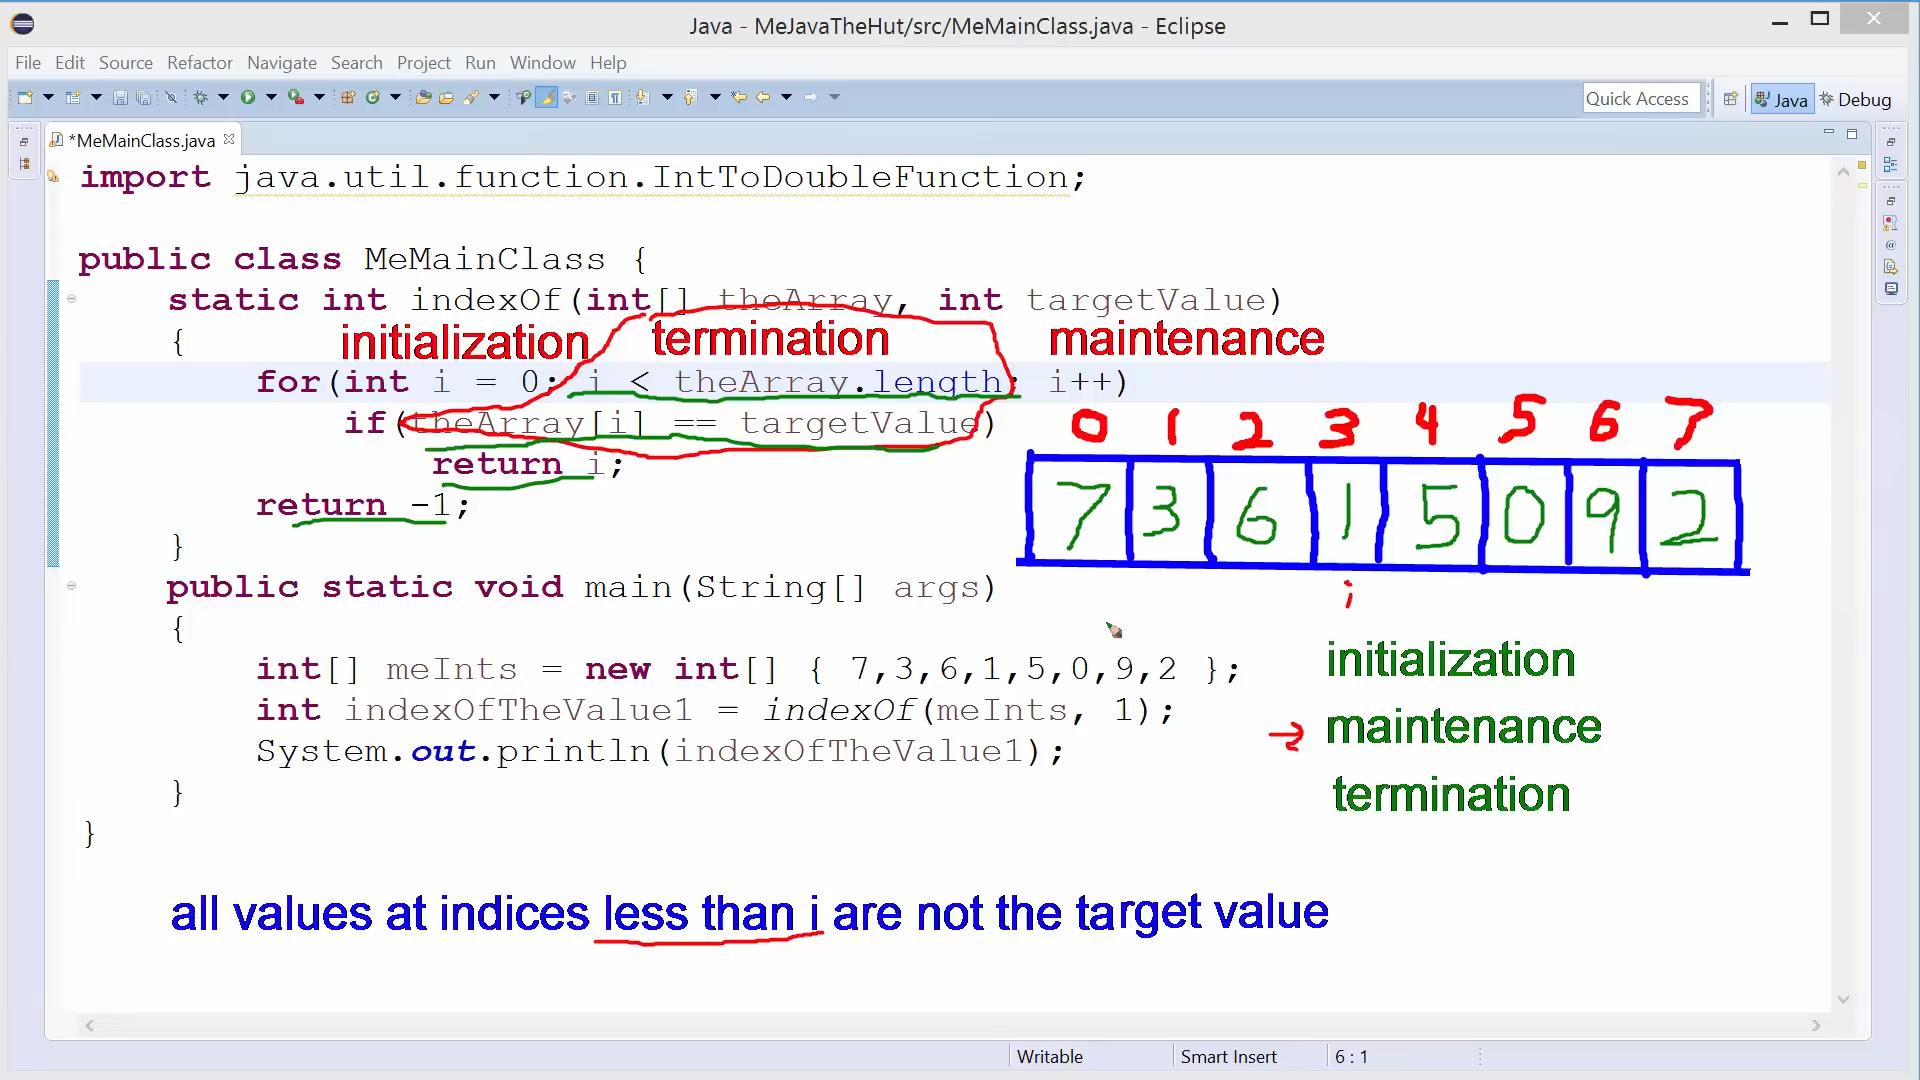 Java - MeJavaTheHut/src/MeMainClass.java - Eclipse
File Edit Source Refactor Navigate Search Project Run Window Help
Quick Access Java Debug
*MeMainClass.java
import java.util.function.IntToDoubleFunction;
public class MeMainClass {
static int indexOf(int[] theArray, int targetValue)
{ initialization termination maintenance
for(int i = 0; i < theArray.length; i++)
if(theArray[i] == targetValue)
0 1 2 3 4 5 6 7
return i;
return -1;
7 3 6 1 5 0 9 2
}
public static void main(String[] args)
i
{
int[] meInts = new int[] { 7,3,6,1,5,0,9,2 };
int indexOfTheValue1 = indexOf(meInts, 1);
System.out.println(indexOfTheValue1);
}
}
initialization
→ maintenance
termination
all values at indices less than i are not the target value
Writable Smart Insert 6 : 1